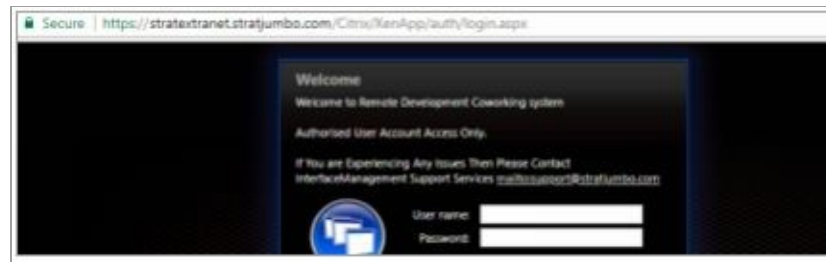 Secure | https://stratextranet.stratjumbo.com/Citrix/XenApp/auth/login.aspx
Welcome
Welcome to Remote Development Coworking system
Authorised User Account Access Only.
If You are Experiencing Any Issues Then Please Contact
InterfaceManagement Support Services mailtosupport@stratjumbo.com
User name:
Password: